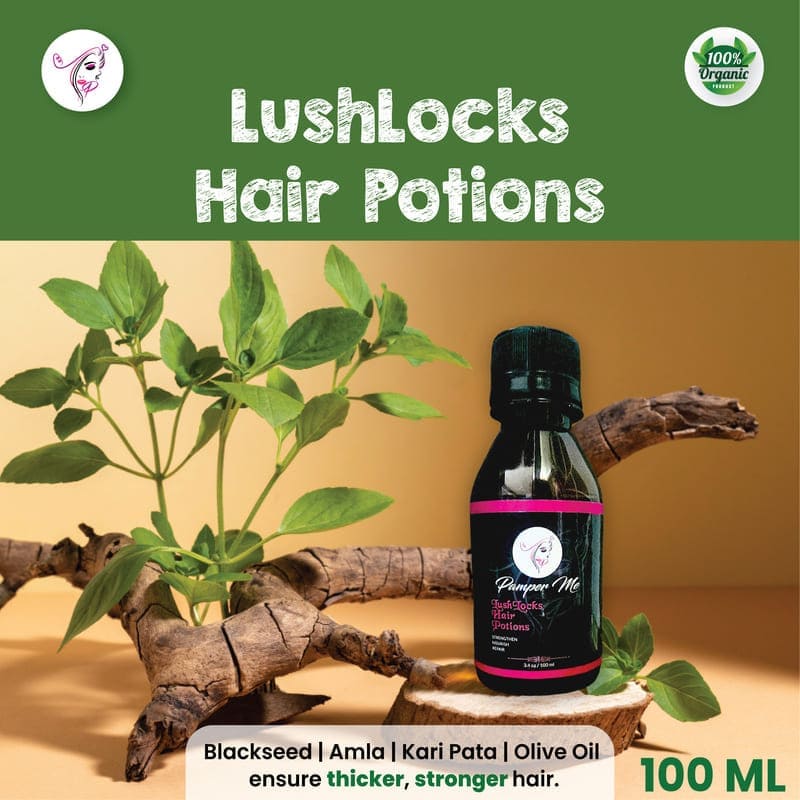 100%
Organic
PRODUCT
LushLocks
Hair Potions
Pamper Me
LushLocks
Hair
Potions
STRENGTHEN
NOURISH
REPAIR
3.4 oz / 100 ml
Blackseed | Amla | Kari Pata | Olive Oil
ensure thicker, stronger hair.
100 ML